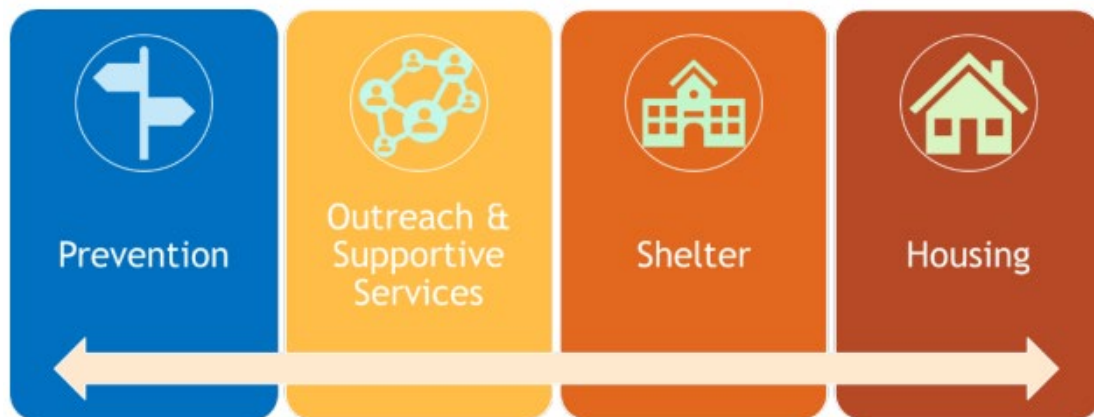 Prevention
Outreach &
Supportive
Services
Shelter
Housing